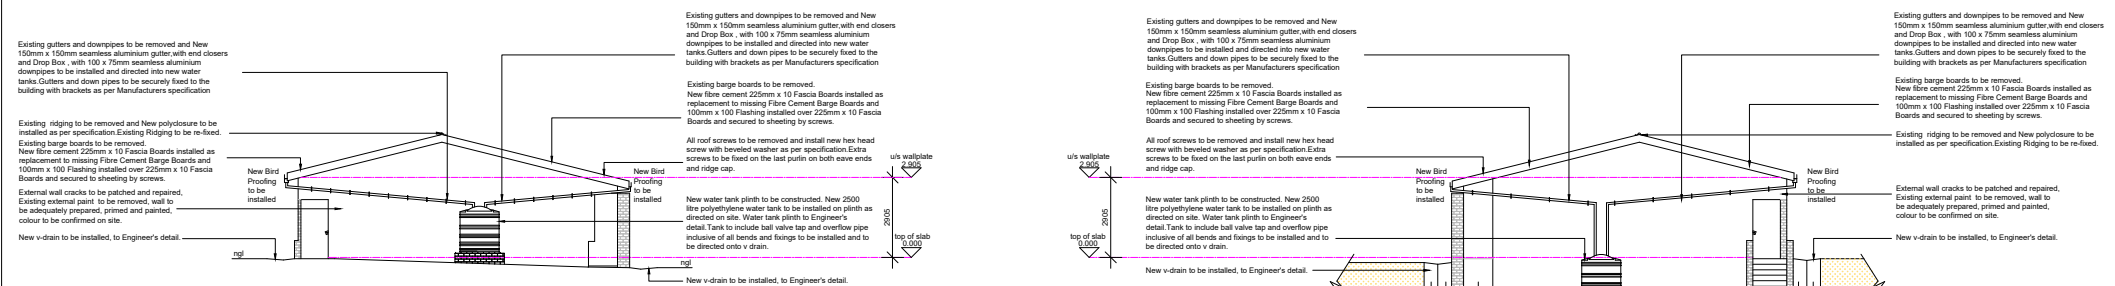 Existing gutters and downpipes to be removed and New
150mm x 150mm seamless aluminium gutter,with end closers
and Drop Box , with 100 x 75mm seamless aluminium
downpipes to be installed and directed into new water
tanks.Gutters and down pipes to be securely fixed to the
building with brackets as per Manufacturers specification
Existing ridging to be removed and New polyclosure to be
installed as per specification.Existing Ridging to be re-fixed.
Existing barge boards to be removed.
New fibre cement 225mm x 10 Fascia Boards installed as
replacement to missing Fibre Cement Barge Boards and
100mm x 100 Flashing installed over 225mm x 10 Fascia
Boards and secured to sheeting by screws.
External wall cracks to be patched and repaired,
Existing external paint to be removed, wall to
be adequately prepared, primed and painted,
colour to be confirmed on site.
New v-drain to be installed, to Engineer's detail.
ngl
New Bird
Proofing
to be
installed
New Bird
Proofing
to be
installed
ngl
Existing gutters and downpipes to be removed and New
150mm x 150mm seamless aluminium gutter,with end closers
and Drop Box , with 100 x 75mm seamless aluminium
downpipes to be installed and directed into new water
tanks.Gutters and down pipes to be securely fixed to the
building with brackets as per Manufacturers specification
Existing barge boards to be removed.
New fibre cement 225mm x 10 Fascia Boards installed as
replacement to missing Fibre Cement Barge Boards and
100mm x 100 Flashing installed over 225mm x 10 Fascia
Boards and secured to sheeting by screws.
All roof screws to be removed and install new hex head
screw with beveled washer as per specification.Extra
screws to be fixed on the last purlin on both eave ends
and ridge cap.
New water tank plinth to be constructed. New 2500
litre polyethylene water tank to be installed on plinth as
directed on site. Water tank plinth to Engineer's
detail.Tank to include ball valve tap and overflow pipe
inclusive of all bends and fixings to be installed and to
be directed onto v drain.
New v-drain to be installed, to Engineer's detail.
u/s wallplate
2.905
2905
top of slab
0.000
u/s wallplate
2.905
2905
top of slab
0.000
Existing gutters and downpipes to be removed and New
150mm x 150mm seamless aluminium gutter,with end closers
and Drop Box , with 100 x 75mm seamless aluminium
downpipes to be installed and directed into new water
tanks.Gutters and down pipes to be securely fixed to the
building with brackets as per Manufacturers specification
Existing barge boards to be removed.
New fibre cement 225mm x 10 Fascia Boards installed as
replacement to missing Fibre Cement Barge Boards and
100mm x 100 Flashing installed over 225mm x 10 Fascia
Boards and secured to sheeting by screws.
All roof screws to be removed and install new hex head
screw with beveled washer as per specification.Extra
screws to be fixed on the last purlin on both eave ends
and ridge cap.
New water tank plinth to be constructed. New 2500
litre polyethylene water tank to be installed on plinth as
directed on site. Water tank plinth to Engineer's
detail.Tank to include ball valve tap and overflow pipe
inclusive of all bends and fixings to be installed and to
be directed onto v drain.
New v-drain to be installed, to Engineer's detail.
New Bird
Proofing
to be
installed
New Bird
Proofing
to be
installed
Existing gutters and downpipes to be removed and New
150mm x 150mm seamless aluminium gutter,with end closers
and Drop Box , with 100 x 75mm seamless aluminium
downpipes to be installed and directed into new water
tanks.Gutters and down pipes to be securely fixed to the
building with brackets as per Manufacturers specification
Existing barge boards to be removed.
New fibre cement 225mm x 10 Fascia Boards installed as
replacement to missing Fibre Cement Barge Boards and
100mm x 100 Flashing installed over 225mm x 10 Fascia
Boards and secured to sheeting by screws.
Existing ridging to be removed and New polyclosure to be
installed as per specification.Existing Ridging to be re-fixed.
External wall cracks to be patched and repaired,
Existing external paint to be removed, wall to
be adequately prepared, primed and painted,
colour to be confirmed on site.
New v-drain to be installed, to Engineer's detail.